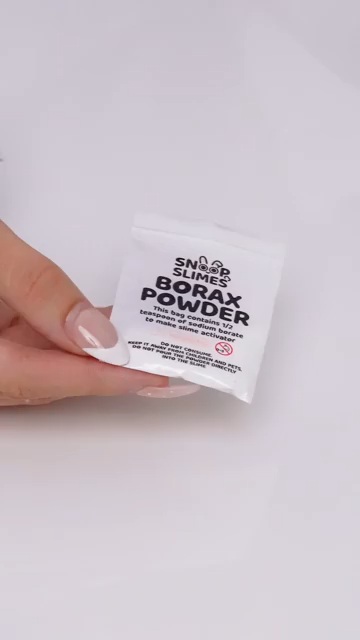 SNOOP
SLIMES
BORAX
POWDER
This bag contains 1/2
teaspoon of sodium borate
to make slime activator
DO NOT CONSUME.
KEEP IT AWAY FROM CHILDREN AND PETS.
DO NOT POUR THE POWDER DIRECTLY
INTO THE SLIME